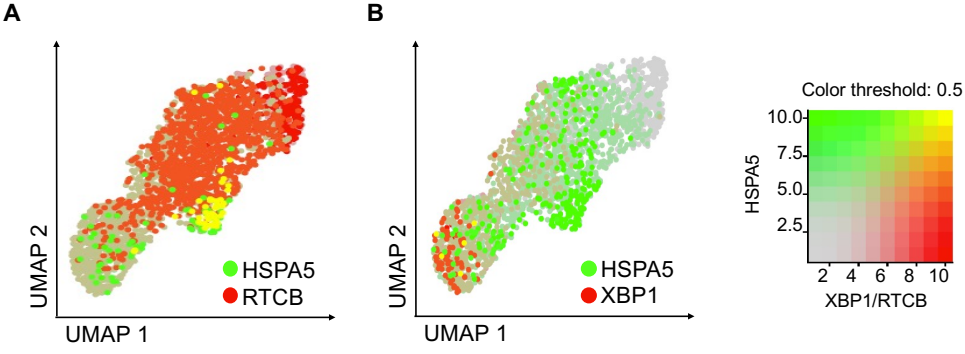 A
UMAP 2
HSPA5
RTCB
UMAP 1
B
UMAP 2
HSPA5
XBP1
UMAP 1
Color threshold: 0.5
HSPA5
10.0
7.5
5.0
2.5
2 4 6 8 10
XBP1/RTCB